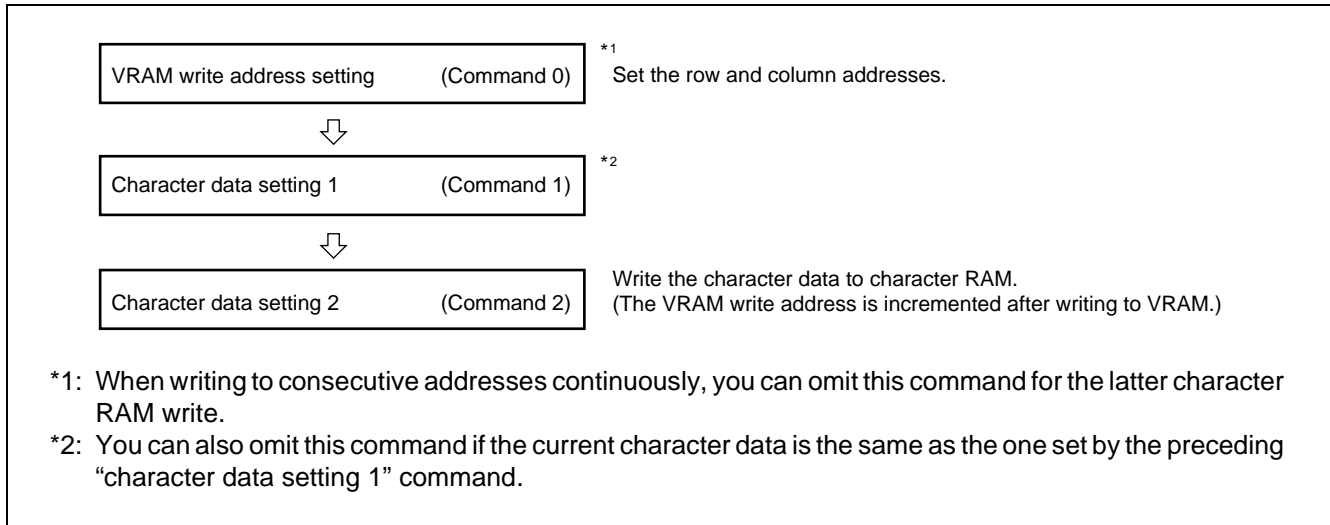 VRAM write address setting (Command 0)
*1
Set the row and column addresses.
Character data setting 1 (Command 1)
*2
Character data setting 2 (Command 2)
Write the character data to character RAM.
(The VRAM write address is incremented after writing to VRAM.)
*1: When writing to consecutive addresses continuously, you can omit this command for the latter character
RAM write.
*2: You can also omit this command if the current character data is the same as the one set by the preceding
“character data setting 1” command.